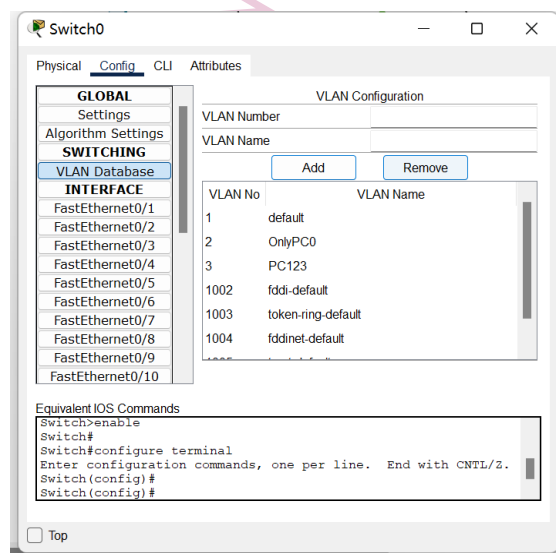 Switch0
Physical Config CLI Attributes
GLOBAL
Settings
Algorithm Settings
SWITCHING
VLAN Database
INTERFACE
FastEthernet0/1
FastEthernet0/2
FastEthernet0/3
FastEthernet0/4
FastEthernet0/5
FastEthernet0/6
FastEthernet0/7
FastEthernet0/8
FastEthernet0/9
FastEthernet0/10
VLAN Configuration
VLAN Number
VLAN Name
Add Remove
VLAN No VLAN Name
1 default
2 OnlyPC0
3 PC123
1002 fddi-default
1003 token-ring-default
1004 fddinet-default
Equivalent IOS Commands
Switch>enable
Switch#
Switch#configure terminal
Enter configuration commands, one per line. End with CNTL/Z.
Switch(config)#
Switch(config)#
Top